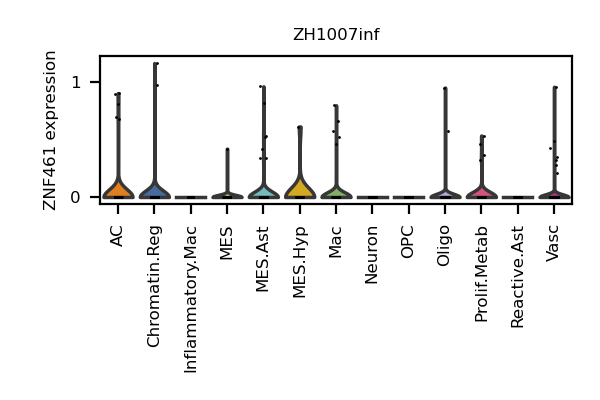 ZH1007inf
ZNF461 expression
1
0
AC
Chromatin.Reg
Inflammatory.Mac
MES
MES.Ast
MES.Hyp
Mac
Neuron
OPC
Oligo
Prolif.Metab
Reactive.Ast
Vasc